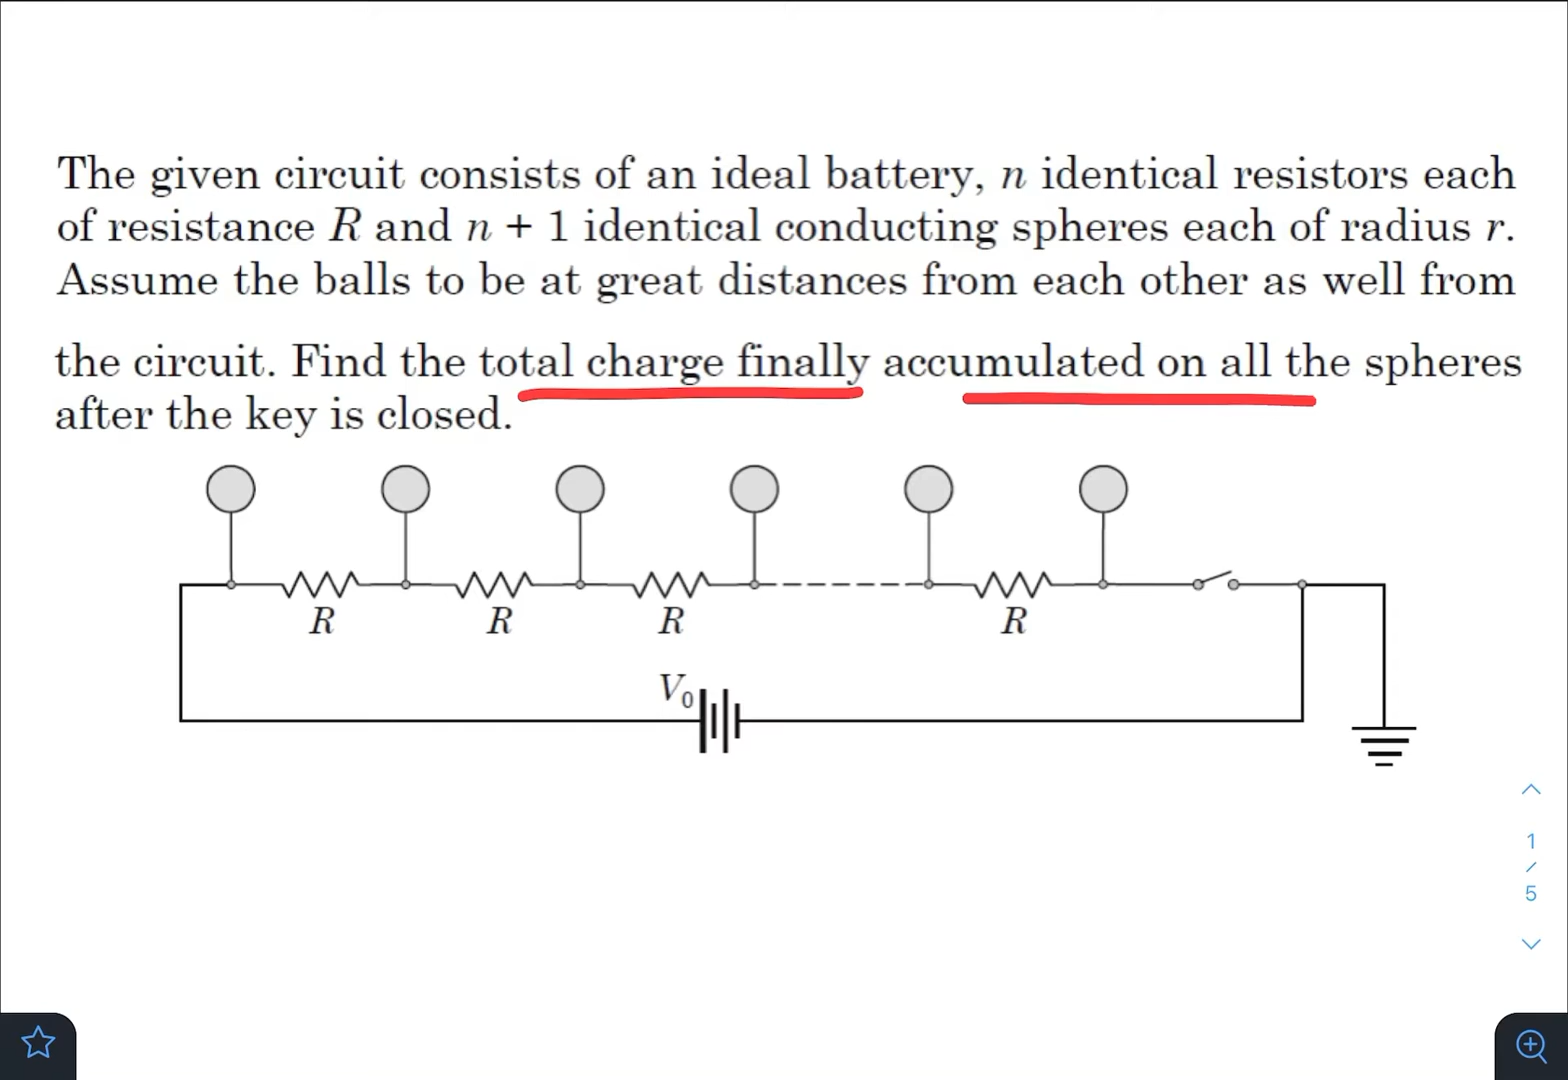 The given circuit consists of an ideal battery, n identical resistors each
of resistance R and n + 1 identical conducting spheres each of radius r.
Assume the balls to be at great distances from each other as well from
the circuit. Find the total charge finally accumulated on all the spheres
after the key is closed.
R R R R
V₀
1
/
5